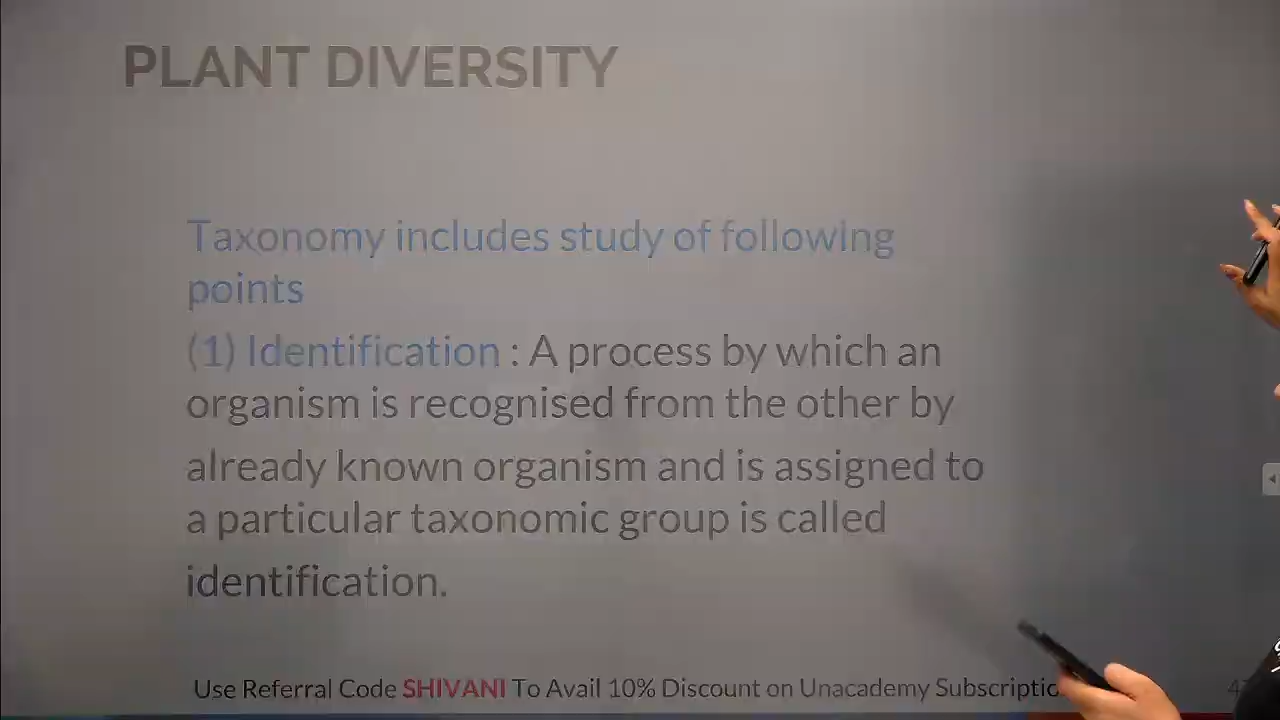 PLANT DIVERSITY
Taxonomy includes study of following
points
(1) Identification : A process by which an
organism is recognised from the other by
already known organism and is assigned to
a particular taxonomic group is called
identification.
Use Referral Code SHIVANI To Avail 10% Discount on Unacademy